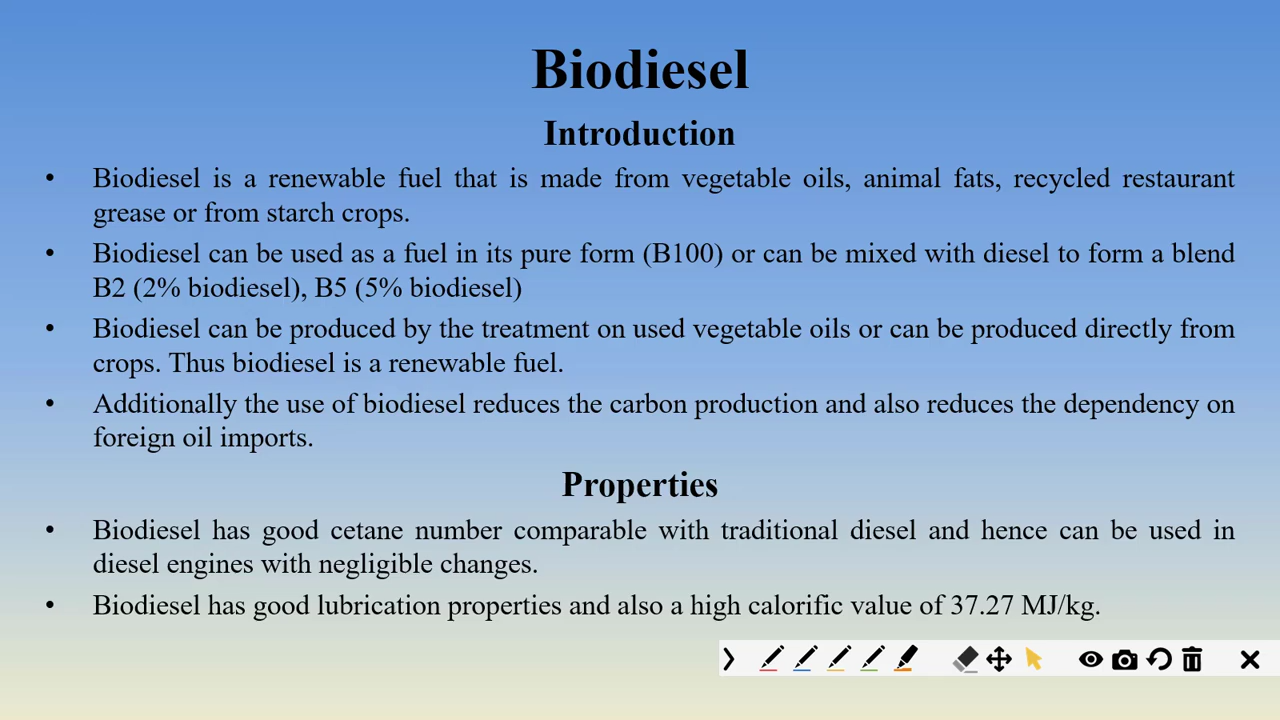 Biodiesel
Introduction
• Biodiesel is a renewable fuel that is made from vegetable oils, animal fats, recycled restaurant
grease or from starch crops.
• Biodiesel can be used as a fuel in its pure form (B100) or can be mixed with diesel to form a blend
B2 (2% biodiesel), B5 (5% biodiesel)
• Biodiesel can be produced by the treatment on used vegetable oils or can be produced directly from
crops. Thus biodiesel is a renewable fuel.
• Additionally the use of biodiesel reduces the carbon production and also reduces the dependency on
foreign oil imports.
Properties
• Biodiesel has good cetane number comparable with traditional diesel and hence can be used in
diesel engines with negligible changes.
• Biodiesel has good lubrication properties and also a high calorific value of 37.27 MJ/kg.